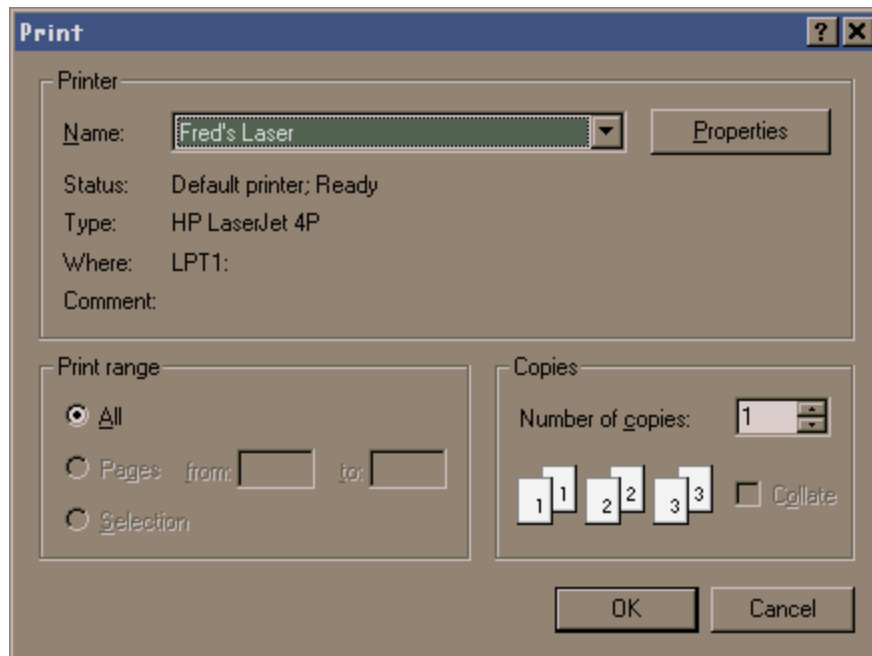 Print
Printer
Name: Fred's Laser Properties
Status: Default printer; Ready
Type: HP LaserJet 4P
Where: LPT1:
Comment:
Print range
All
Pages from: to:
Selection
Copies
Number of copies: 1
1 1 2 2 3 3 Collate
OK Cancel